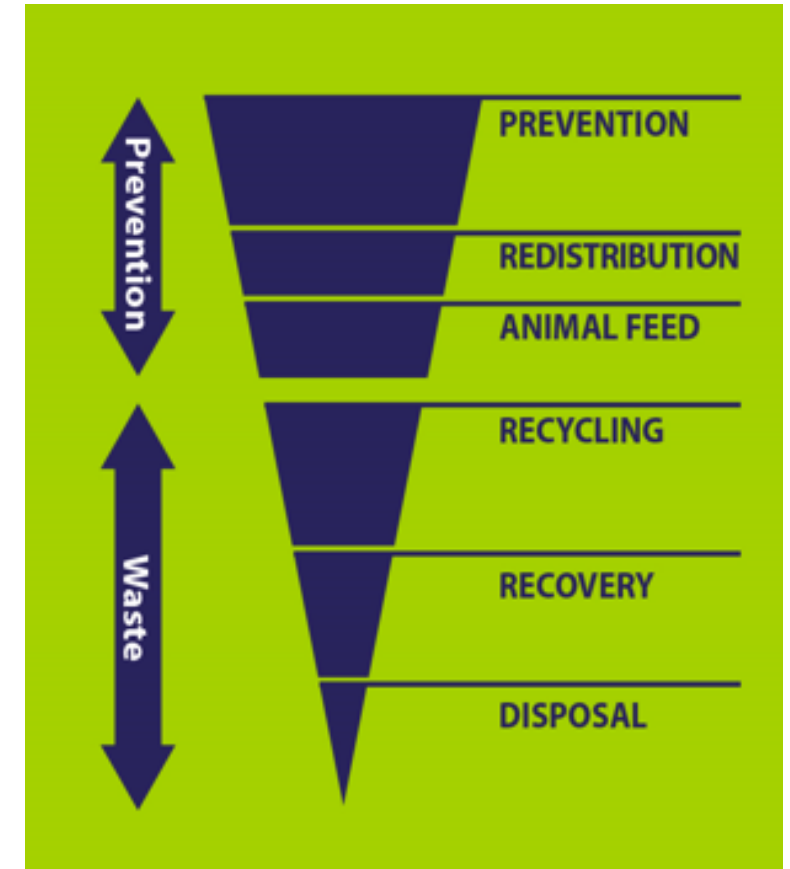 Prevention
PREVENTION
REDISTRIBUTION
ANIMAL FEED
Waste
RECYCLING
RECOVERY
DISPOSAL